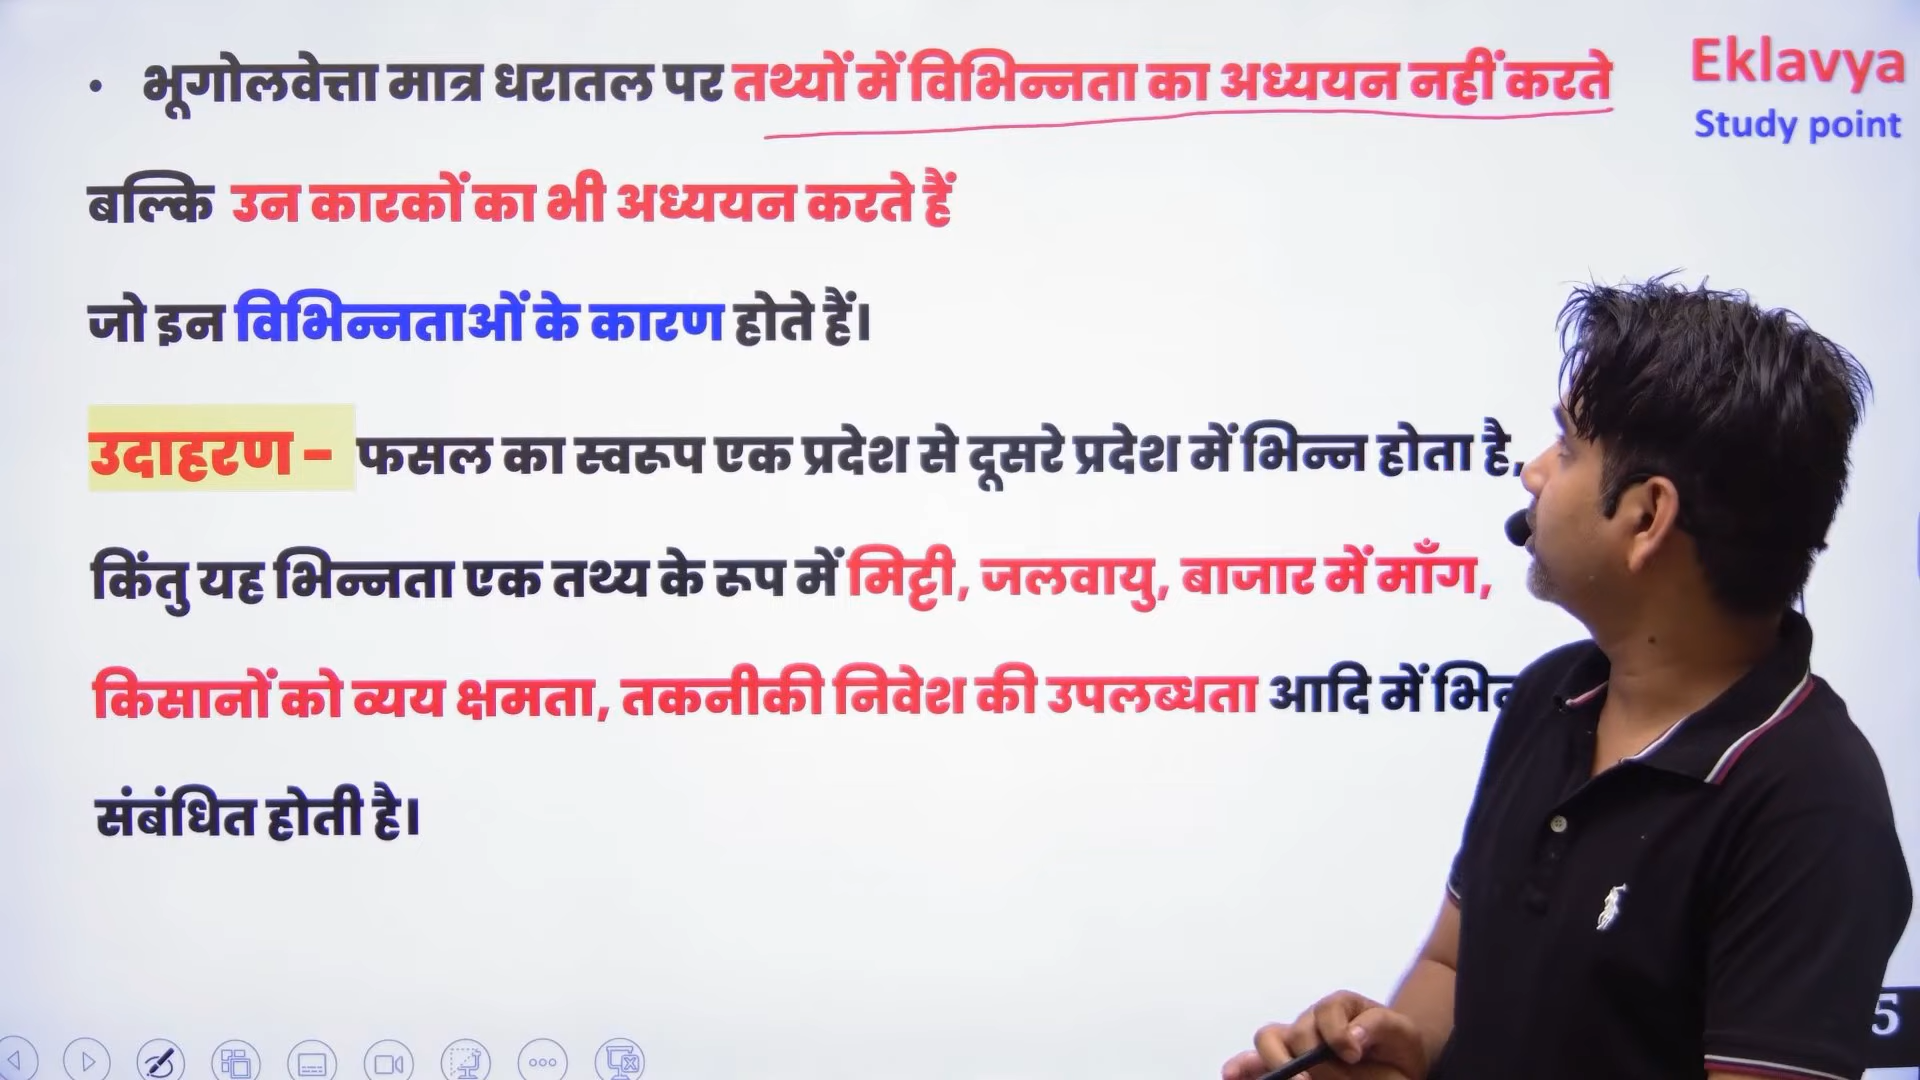 • भूगोलवेत्ता मात्र धरातल पर तथ्यों में विभिन्नता का अध्ययन नहीं करते
Eklavya
Study point
बल्कि उन कारकों का भी अध्ययन करते हैं
जो इन विभिन्नताओं के कारण होते हैं।
उदाहरण – फसल का स्वरूप एक प्रदेश से दूसरे प्रदेश में भिन्न होता है,
किंतु यह भिन्नता एक तथ्य के रूप में मिट्टी, जलवायु, बाजार में माँग,
किसानों को व्यय क्षमता, तकनीकी निवेश की उपलब्धता आदि में
संबंधित होती है।
5